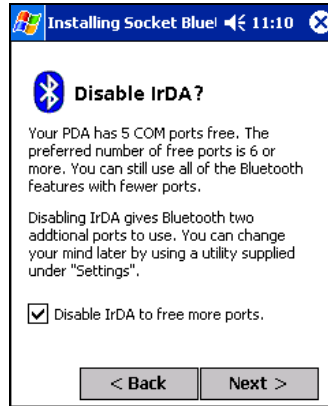 Installing Socket Bluel 11:10
Disable IrDA?
Your PDA has 5 COM ports free. The
preferred number of free ports is 6 or
more. You can still use all of the Bluetooth
features with fewer ports.
Disabling IrDA gives Bluetooth two
addtional ports to use. You can change
your mind later by using a utility supplied
under "Settings".
Disable IrDA to free more ports.
< Back Next >